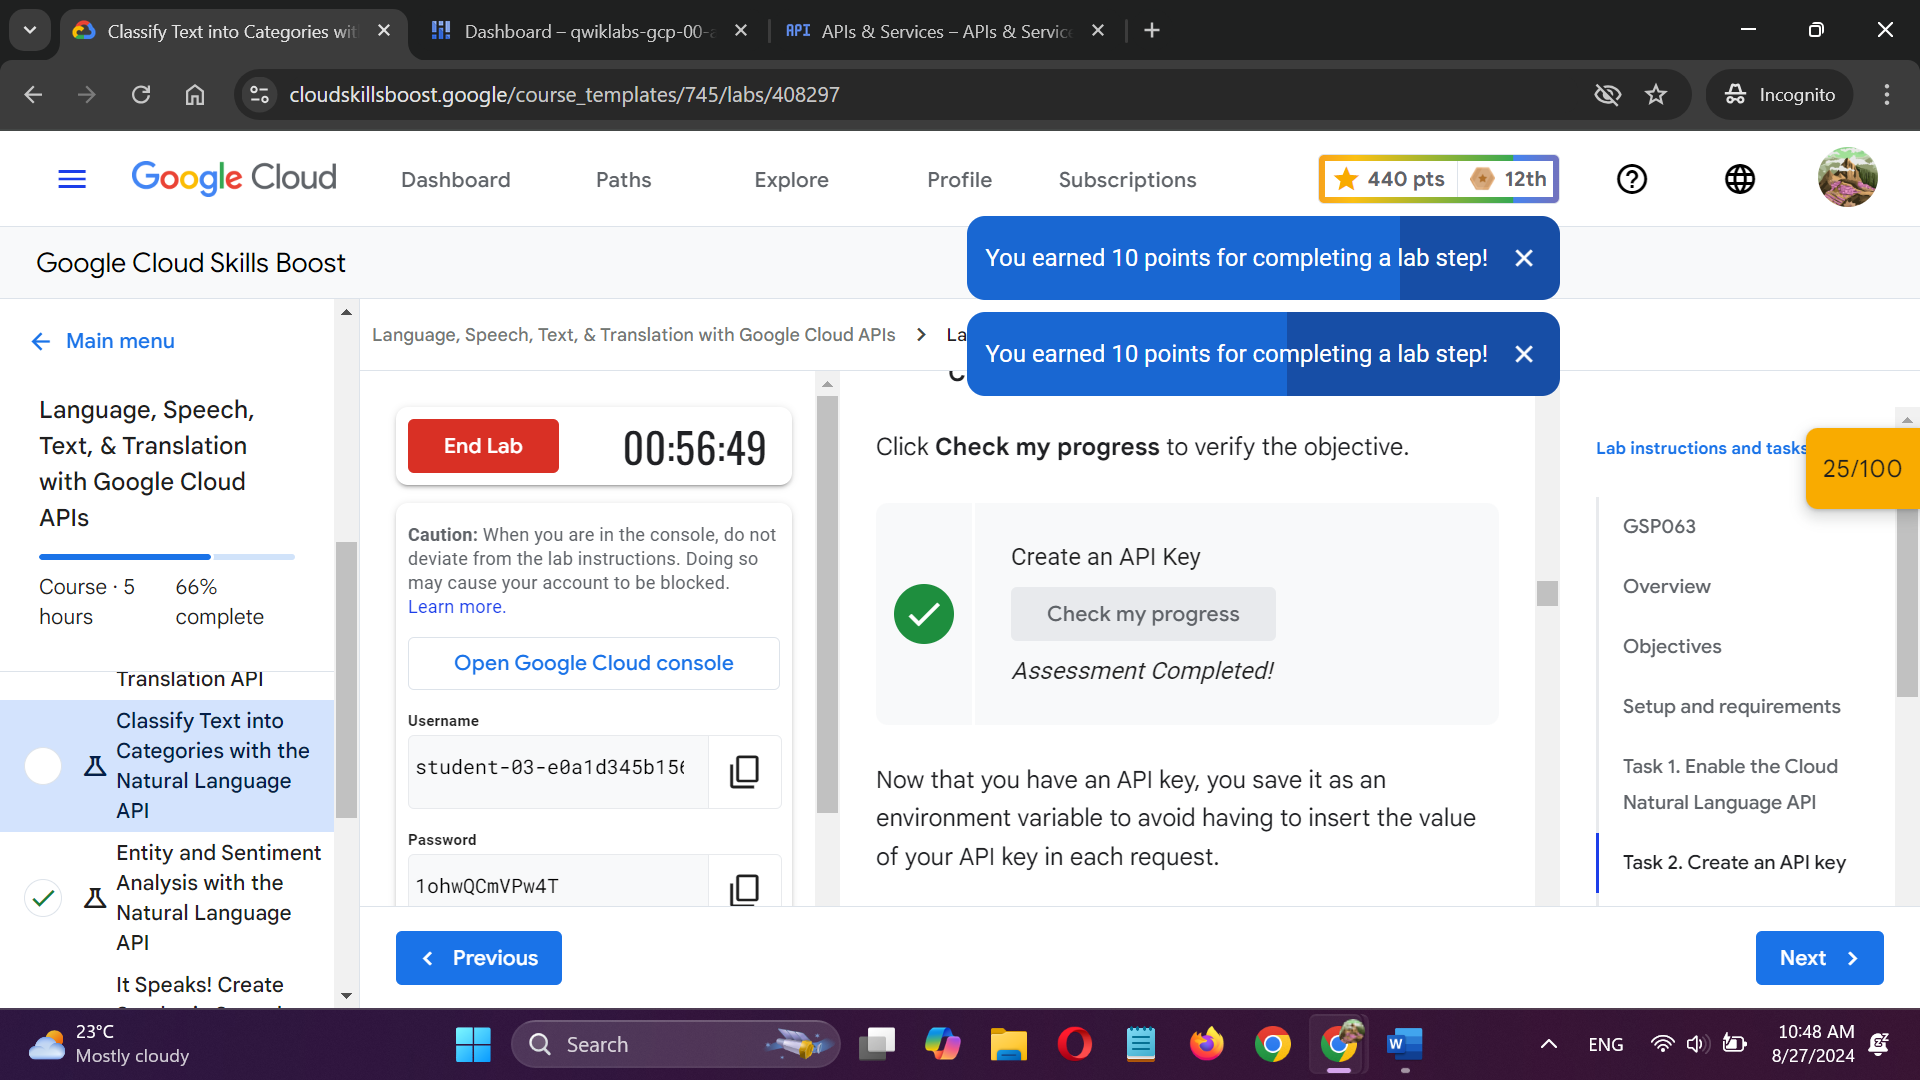 Classify Text into Categories wit
Dashboard – qwiklabs-gcp-00-
API APIs & Services – APIs & Servic
cloudskillsboost.google/course_templates/745/labs/408297
Incognito
Google Cloud
Dashboard
Paths
Explore
Profile
Subscriptions
440 pts
12th
Google Cloud Skills Boost
You earned 10 points for completing a lab step!
You earned 10 points for completing a lab step!
Main menu
Language, Speech, Text, & Translation with Google Cloud APIs
La
Language, Speech,
Text, & Translation
with Google Cloud
APIs
Course · 5
hours
66%
complete
Translation API
Classify Text into
Categories with the
Natural Language
API
Entity and Sentiment
Analysis with the
Natural Language
API
It Speaks! Create
End Lab
00:56:49
Caution: When you are in the console, do not
deviate from the lab instructions. Doing so
may cause your account to be blocked.
Learn more.
Open Google Cloud console
Username
student-03-e0a1d345b156
Password
1ohwQCmVPw4T
Click Check my progress to verify the objective.
Create an API Key
Check my progress
Assessment Completed!
Now that you have an API key, you save it as an
environment variable to avoid having to insert the value
of your API key in each request.
Lab instructions and tasks
25/100
GSP063
Overview
Objectives
Setup and requirements
Task 1. Enable the Cloud
Natural Language API
Task 2. Create an API key
Previous
Next
23°C
Mostly cloudy
Search
ENG
10:48 AM
8/27/2024